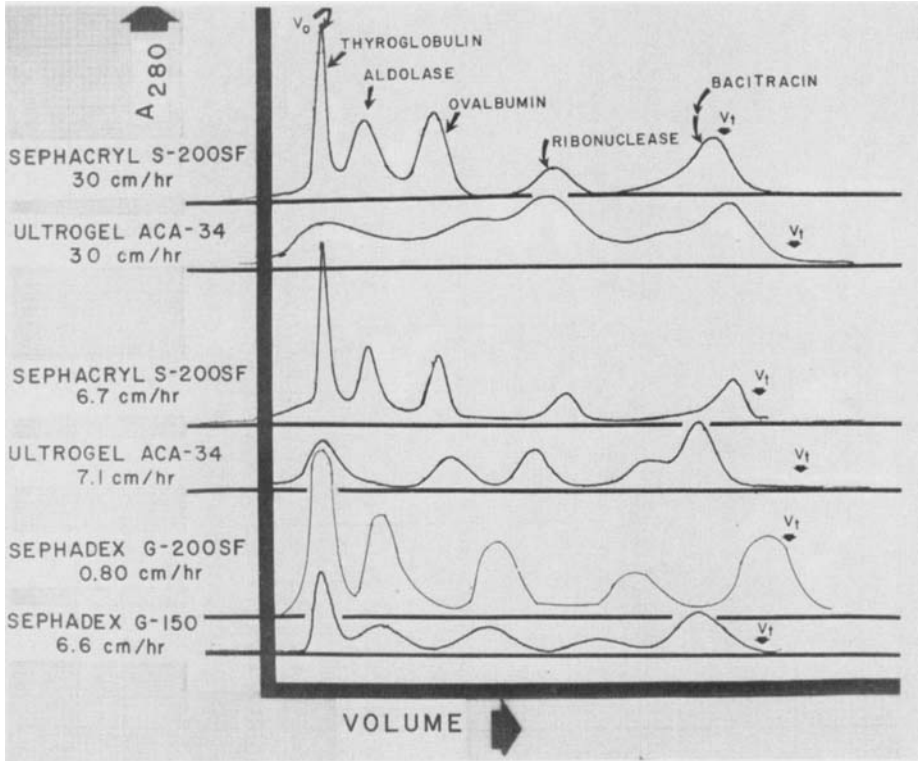 A 280
Vo
THYROGLOBULIN
ALDOLASE
OVALBUMIN
RIBONUCLEASE
BACITRACIN
Vt
SEPHACRYL S-200SF
30 cm/hr
ULTROGEL ACA-34
30 cm/hr
Vt
SEPHACRYL S-200SF
6.7 cm/hr
Vt
ULTROGEL ACA-34
7.1 cm/hr
Vt
SEPHADEX G-200SF
0.80 cm/hr
Vt
SEPHADEX G-150
6.6 cm/hr
Vt
VOLUME